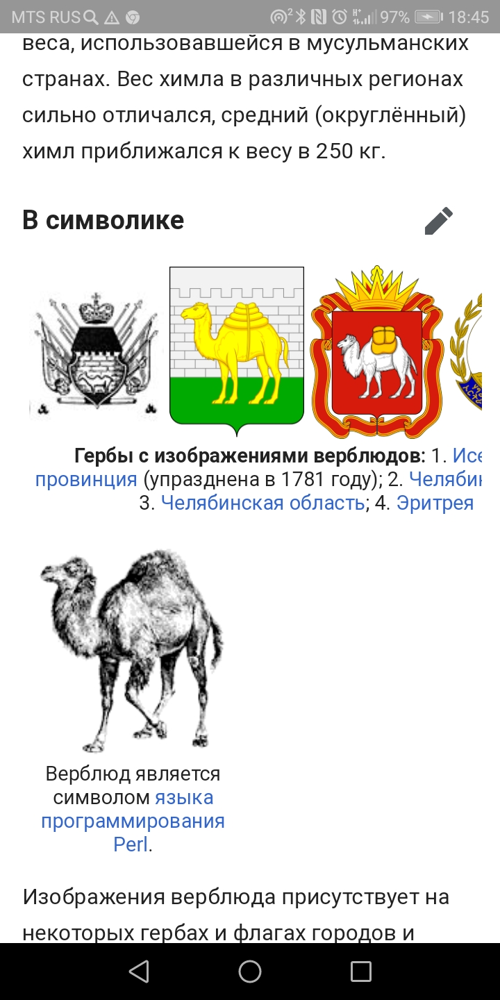 MTS RUS 2 H+ 97% 18:45
веса, использовавшейся в мусульманских
странах. Вес химла в различных регионах
сильно отличался, средний (округлённый)
химл приближался к весу в 250 кг.
В символике
Гербы с изображениями верблюдов: 1. Исе
провинция (упразднена в 1781 году); 2. Челябин
3. Челябинская область; 4. Эритрея
Верблюд является
символом языка
программирования
Perl.
Изображения верблюда присутствует на
некоторых гербах и флагах городов и